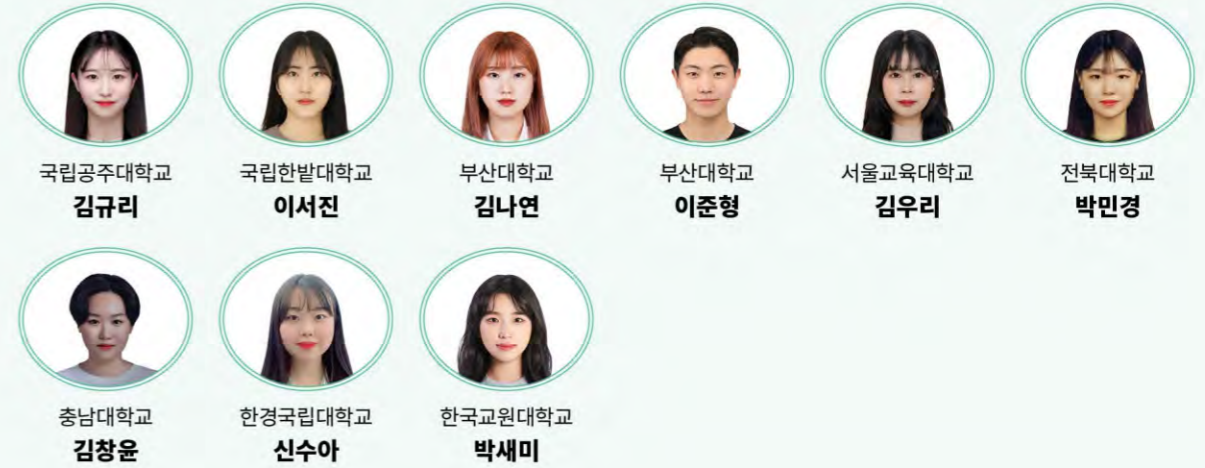 국립공주대학교
김규리
국립한밭대학교
이서진
부산대학교
김나연
부산대학교
이준형
서울교육대학교
김우리
전북대학교
박민경
충남대학교
김창윤
한경국립대학교
신수아
한국교원대학교
박새미